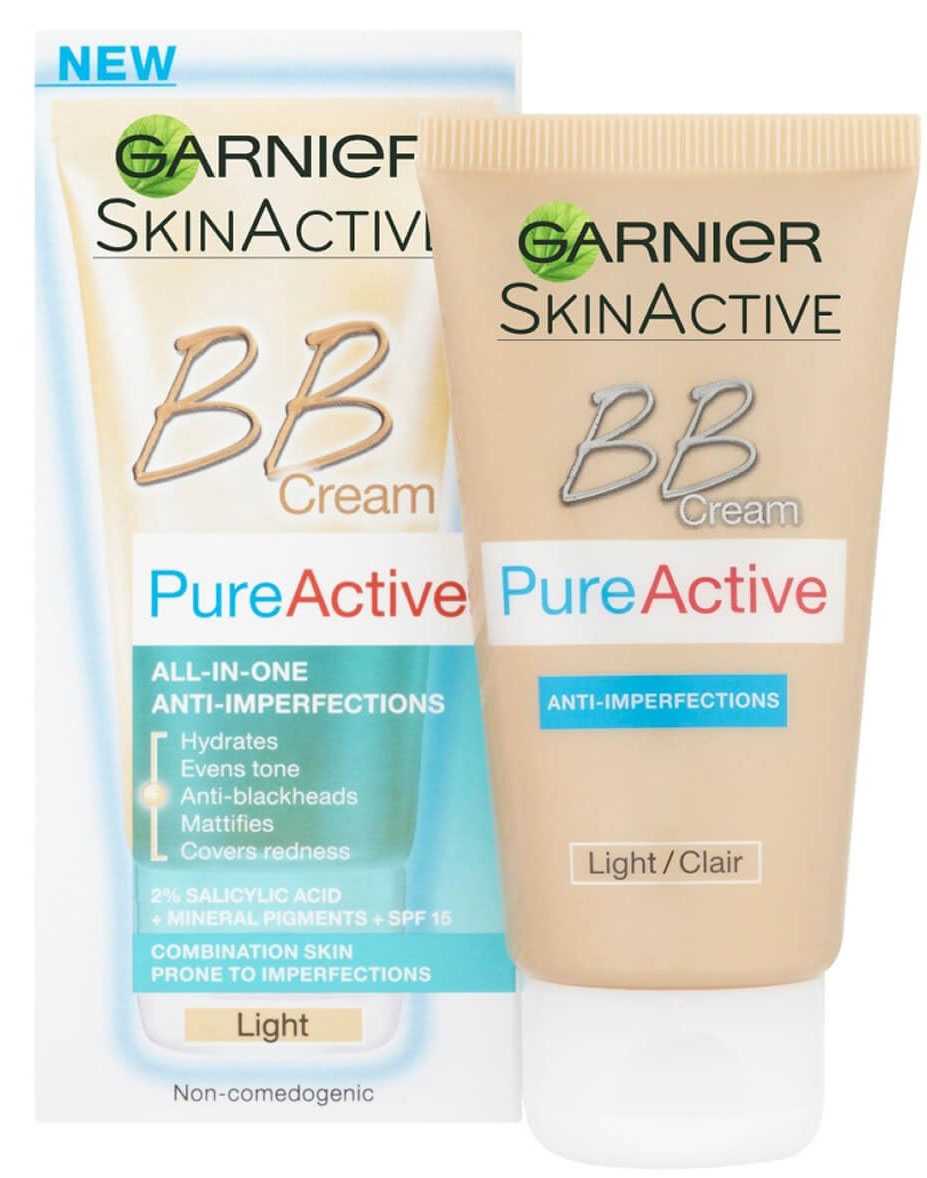 NEW
GARNIER
SKINACTIVE
BB
Cream
PureActive
ALL-IN-ONE
ANTI-IMPERFECTIONS
Hydrates
Evens tone
Anti-blackheads
Mattifies
Covers redness
2% SALICYLIC ACID
+ MINERAL PIGMENTS + SPF 15
COMBINATION SKIN
PRONE TO IMPERFECTIONS
Light
Non-comedogenic
GARNIER
SKINACTIVE
BB
Cream
PureActive
ANTI-IMPERFECTIONS
Light / Clair